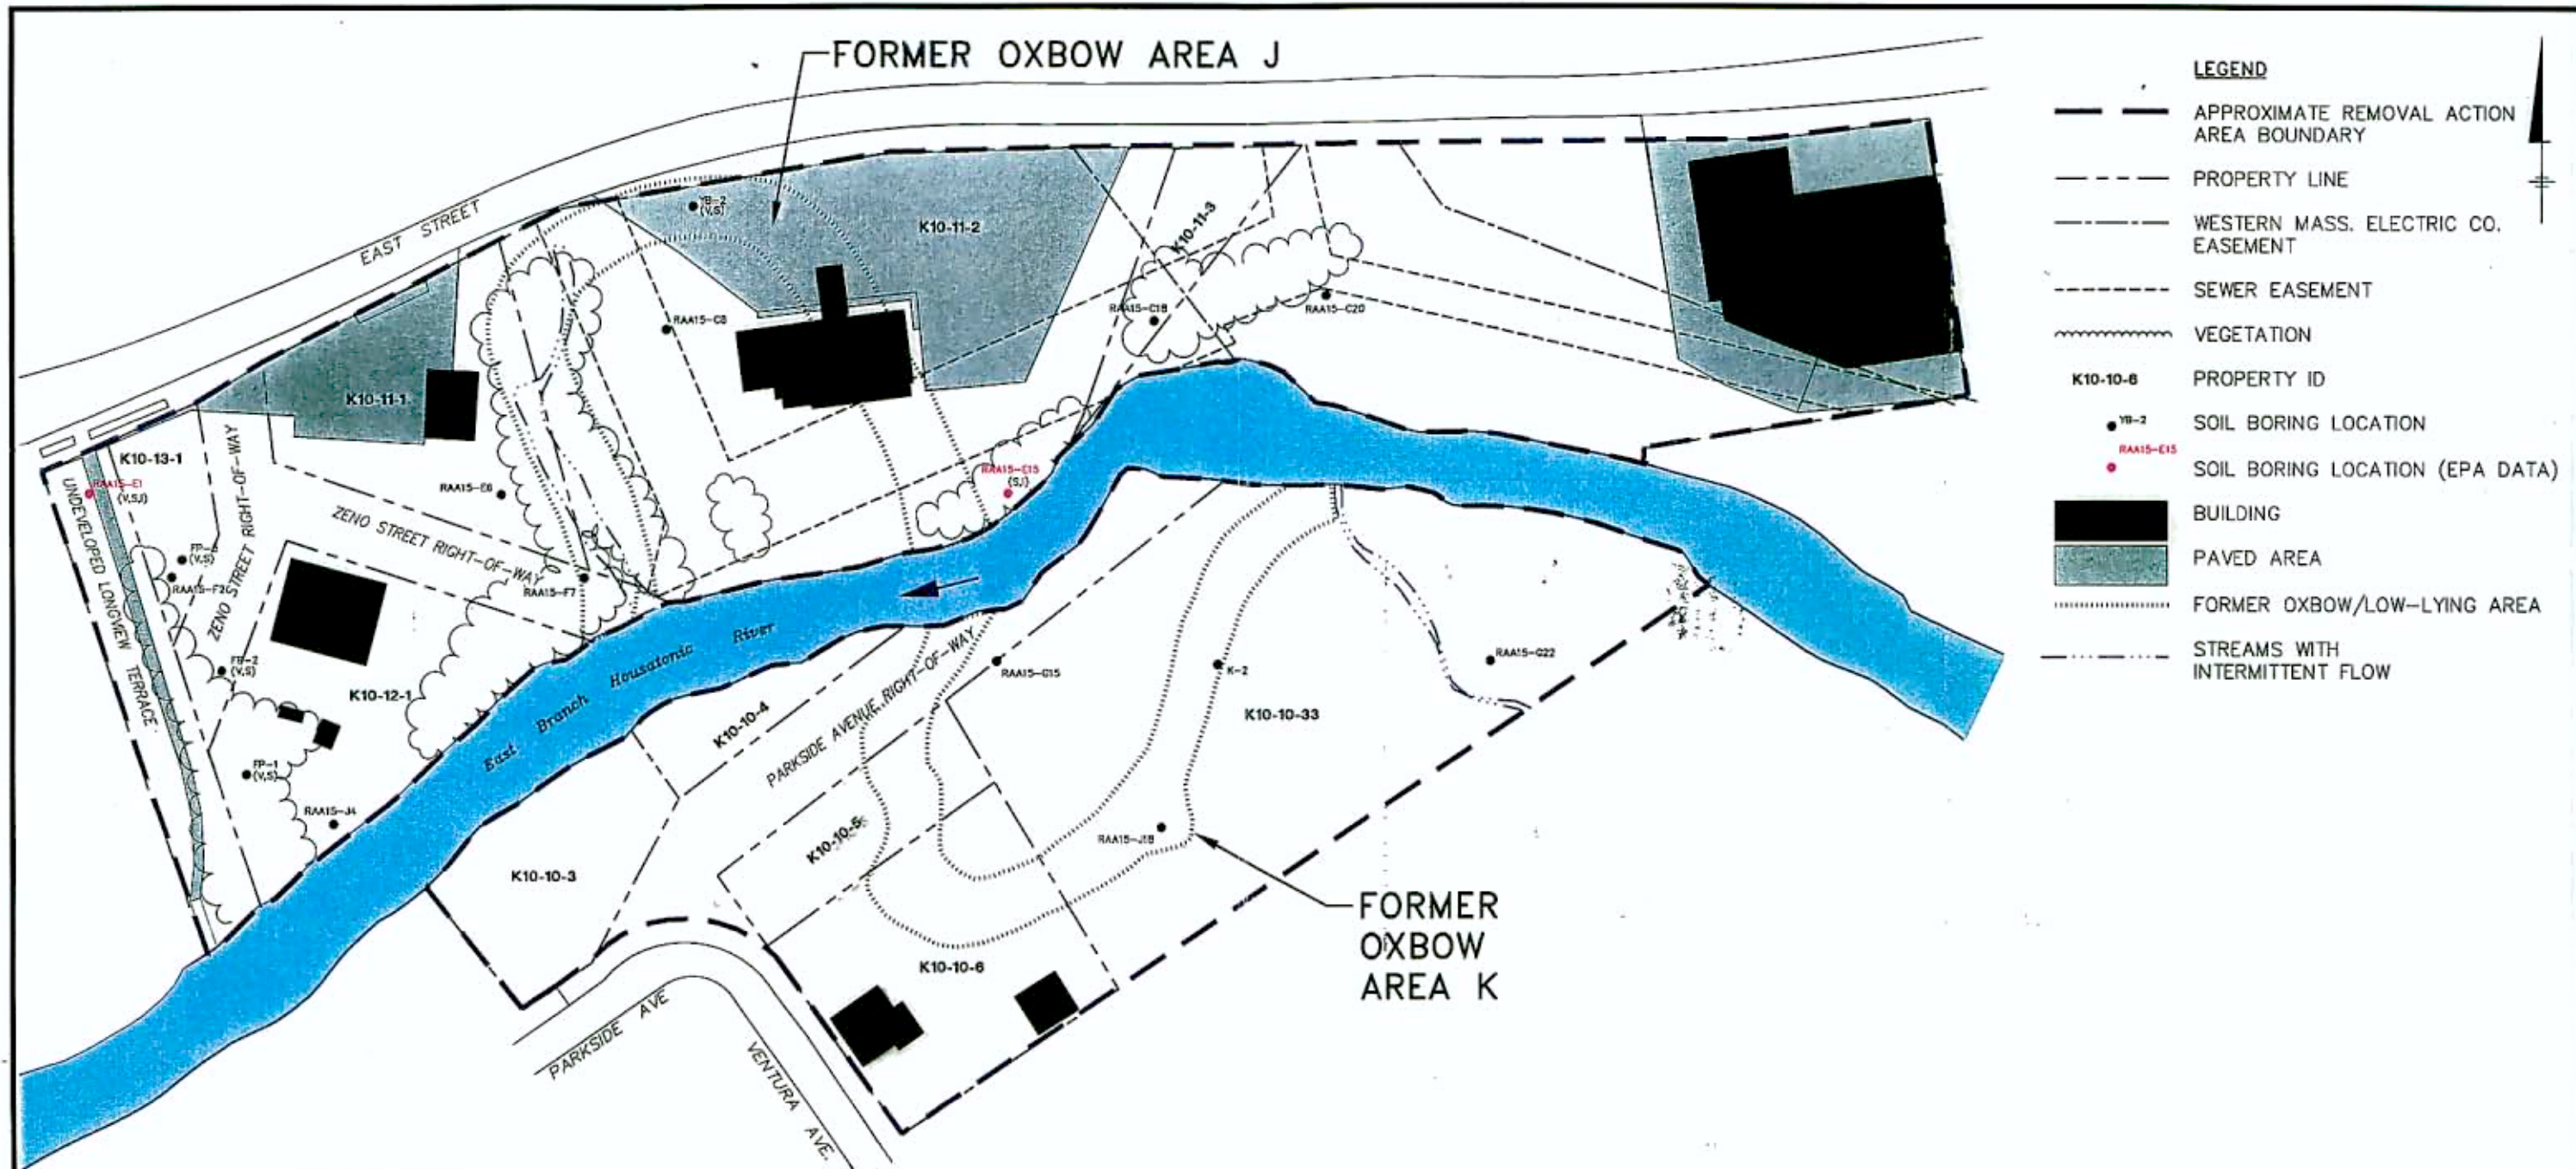 FORMER OXBOW AREA J
EAST STREET
YB-2
(V,S)
K10-11-2
K10-11-3
RAA15-C8
RAA15-C18
RAA15-C20
K10-11-1
K10-13-1
RAA15-E1
(V,S,I)
UNDEVELOPED LONGVIEW TERRACE
ZENO STREET RIGHT-OF-WAY
RAA15-E6
RAA15-E15
(S,I)
ZENO STREET RIGHT-OF-WAY
(V,S)
RAA15-F2
RAA15-F7
(V,S)
K10-12-1
FP-1
(V,S)
RAA15-J4
East Branch Housatonic River
K10-10-4
PARKSIDE AVENUE RIGHT-OF-WAY
RAA15-G15
K-2
RAA15-G22
K10-10-33
K10-10-5
RAA15-J18
K10-10-3
K10-10-6
FORMER
OXBOW
AREA K
PARKSIDE AVE
VENTURA AVE.
LEGEND
APPROXIMATE REMOVAL ACTION
AREA BOUNDARY
PROPERTY LINE
WESTERN MASS. ELECTRIC CO.
EASEMENT
SEWER EASEMENT
VEGETATION
K10-10-6
PROPERTY ID
YB-2
SOIL BORING LOCATION
RAA15-E15
SOIL BORING LOCATION (EPA DATA)
BUILDING
PAVED AREA
FORMER OXBOW/LOW-LYING AREA
STREAMS WITH
INTERMITTENT FLOW